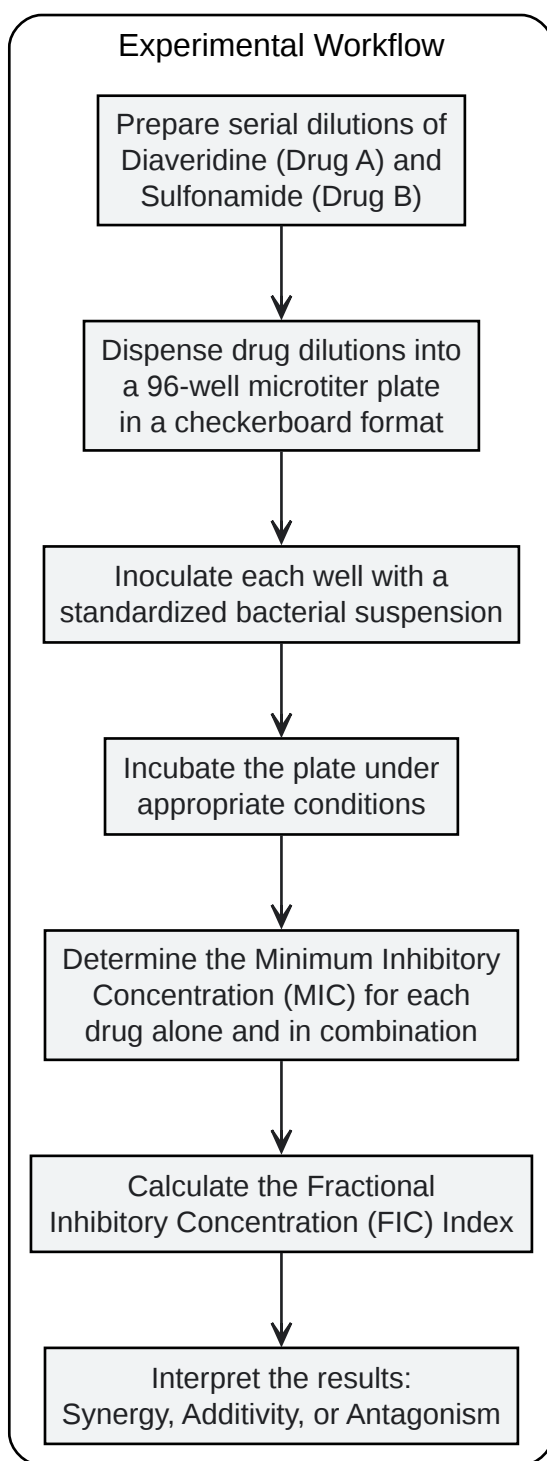 Experimental Workflow
Prepare serial dilutions of
Diaveridine (Drug A) and
Sulfonamide (Drug B)
Dispense drug dilutions into
a 96-well microtiter plate
in a checkerboard format
Inoculate each well with a
standardized bacterial suspension
Incubate the plate under
appropriate conditions
Determine the Minimum Inhibitory
Concentration (MIC) for each
drug alone and in combination
Calculate the Fractional
Inhibitory Concentration (FIC) Index
Interpret the results:
Synergy, Additivity, or Antagonism